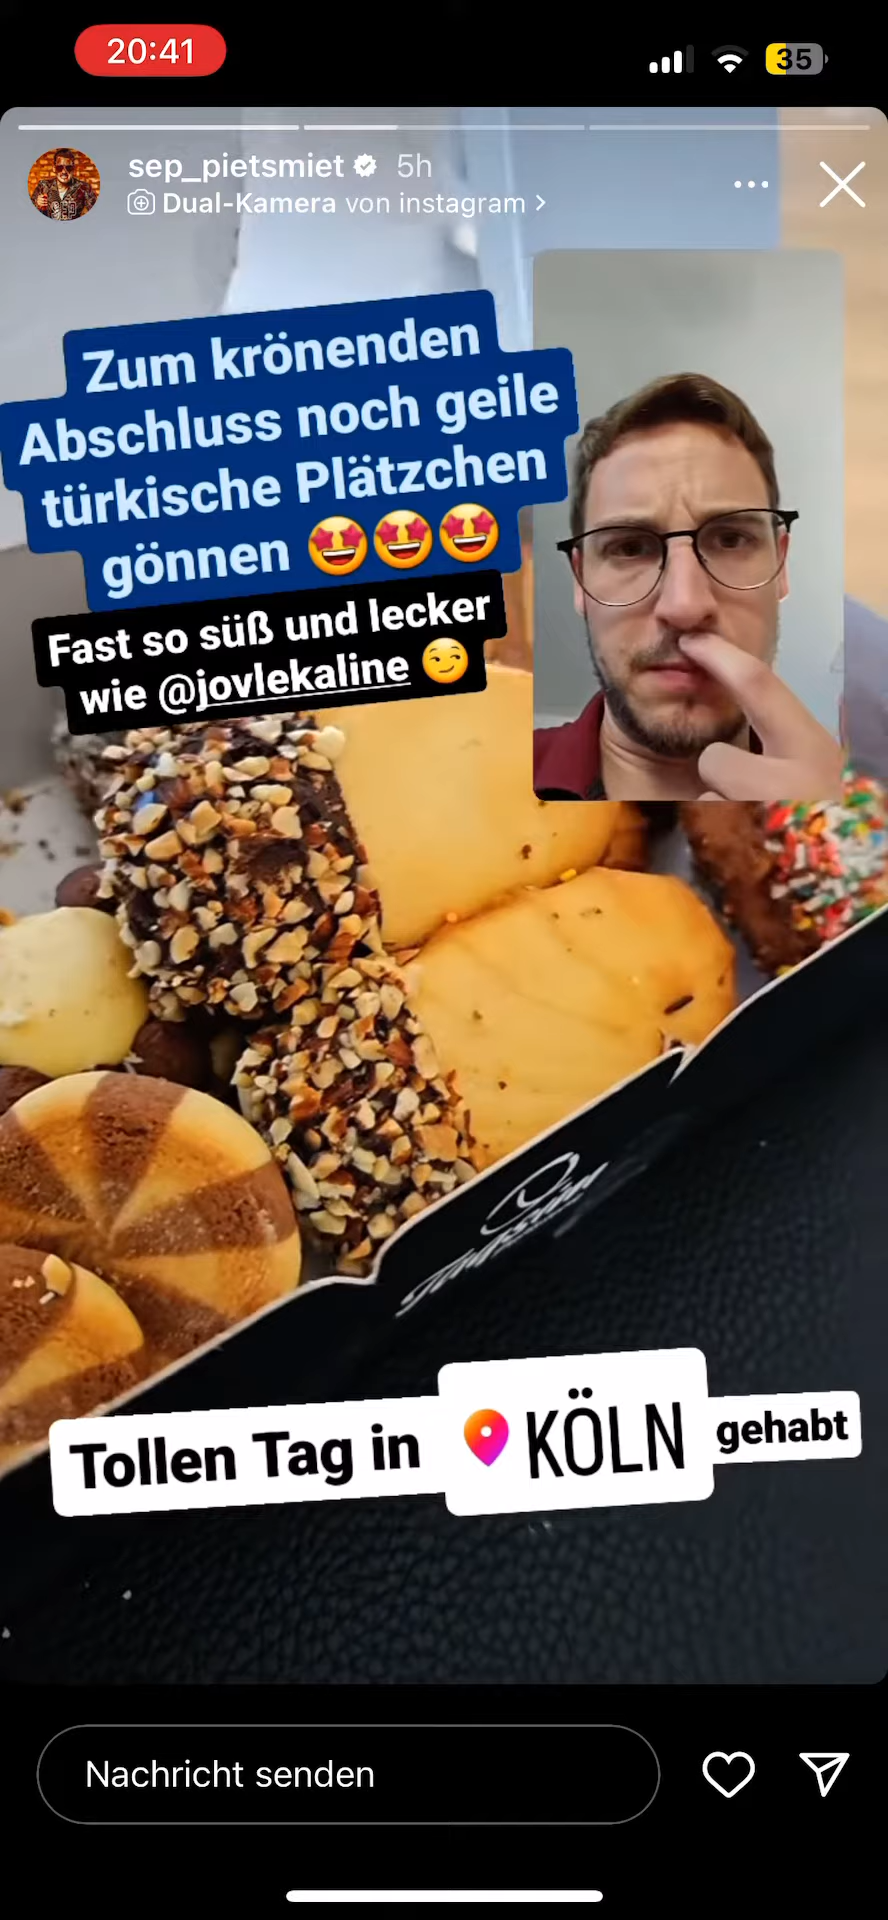 20:41
35
sep_pietsmiet 5h
Dual-Kamera von instagram >
Zum krönenden
Abschluss noch geile
türkische Plätzchen
gönnen 🤩🤩🤩
Fast so süß und lecker
wie @jovlekaline 😏
Tollen Tag in 📍KÖLN gehabt
Nachricht senden